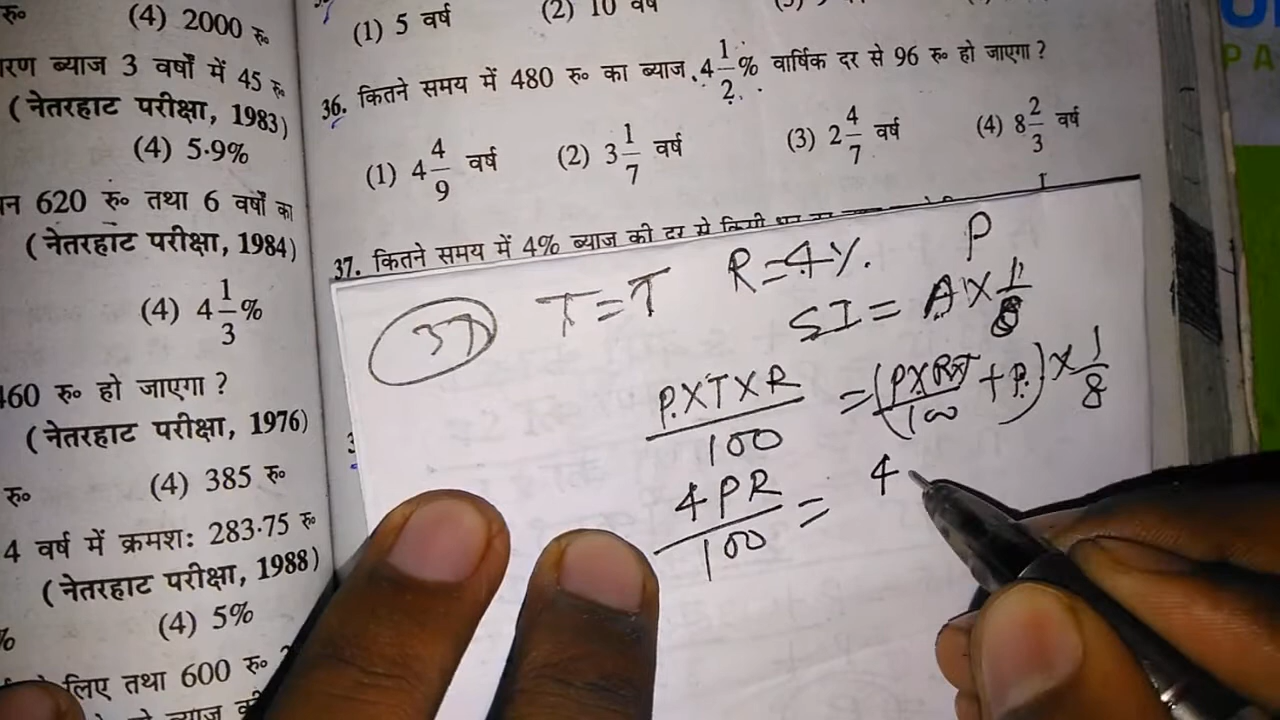 रु०
(4) 2000 रु०
ब्याज 3 वर्षों में 45 रु०
(नेतरहाट परीक्षा, 1983)
(4) 5·9%
620 रु० तथा 6 वर्षों का
(नेतरहाट परीक्षा, 1984)
(4) 4 1/3%
460 रु० हो जाएगा ?
(नेतरहाट परीक्षा, 1976)
रु०
(4) 385 रु०
4 वर्ष में क्रमश: 283·75 रु०
(नेतरहाट परीक्षा, 1988)
%
(4) 5%
लिए तथा 600 रु०
(1) 5 वर्ष
(2) 10 वर्ष
36. कितने समय में 480 रु० का ब्याज 4 1/2% वार्षिक दर से 96 रु० हो जाएगा ?
(1) 4 4/9 वर्ष (2) 3 1/7 वर्ष (3) 2 4/7 वर्ष (4) 8 2/3 वर्ष
37. कितने समय में 4% ब्याज की दर से किसी
37 T=T R=4% P
SI = A×1/8
P×T×R/100 = (P×R×T/100 + P)×1/8
4PR/100 = 4
PA